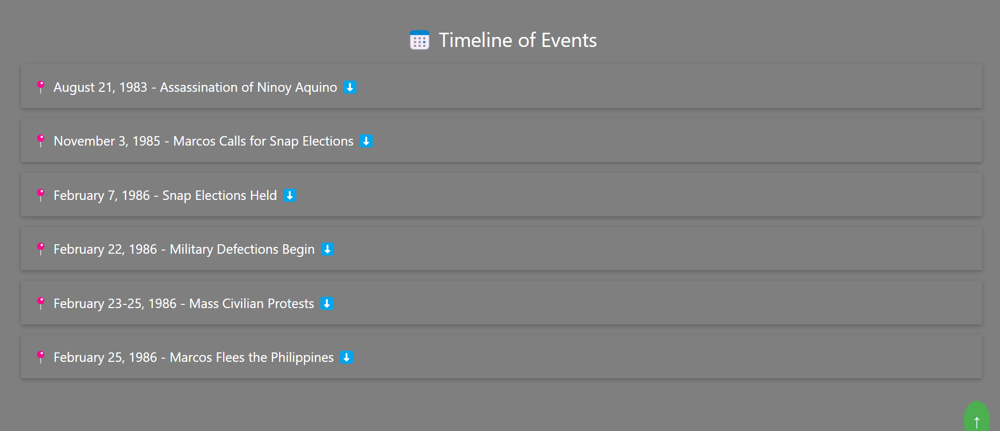 Timeline of Events
August 21, 1983 - Assassination of Ninoy Aquino
November 3, 1985 - Marcos Calls for Snap Elections
February 7, 1986 - Snap Elections Held
February 22, 1986 - Military Defections Begin
February 23-25, 1986 - Mass Civilian Protests
February 25, 1986 - Marcos Flees the Philippines